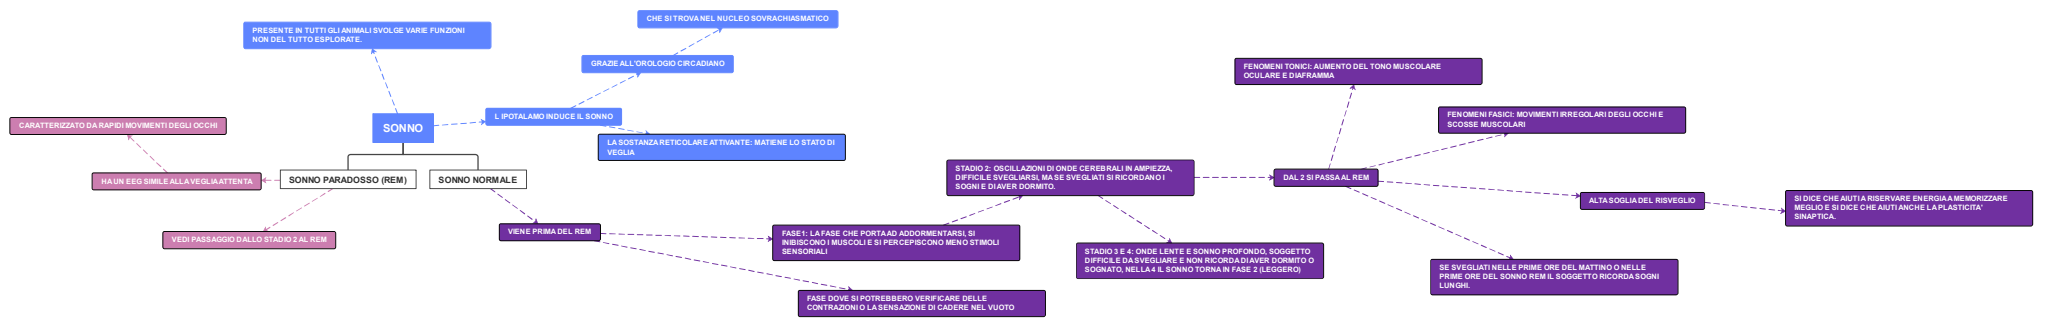 CHE SI TROVA NEL NUCLEO SOVRACHIASMATICO
PRESENTE IN TUTTI GLI ANIMALI SVOLGE VARIE FUNZIONI
NON DEL TUTTO ESPLORATE.
GRAZIE ALL'OROLOGIO CIRCADIANO
L IPOTALAMO INDUCE IL SONNO
SONNO
LA SOSTANZA RETICOLARE ATTIVANTE: MATIENE LO STATO DI
VEGLIA
CARATTERIZZATO DA RAPIDI MOVIMENTI DEGLI OCCHI
HA UN EEG SIMILE ALLA VEGLIA ATTENTA
SONNO PARADOSSO (REM)
SONNO NORMALE
VEDI PASSAGGIO DALLO STADIO 2 AL REM
VIENE PRIMA DEL REM
FASE1: LA FASE CHE PORTA AD ADDORMENTARSI, SI
INIBISCONO I MUSCOLI E SI PERCEPISCONO MENO STIMOLI
SENSORIALI
FASE DOVE SI POTREBBERO VERIFICARE DELLE
CONTRAZIONI O LA SENSAZIONE DI CADERE NEL VUOTO
STADIO 2: OSCILLAZIONI DI ONDE CEREBRALI IN AMPIEZZA,
DIFFICILE SVEGLIARSI, MA SE SVEGLIATI SI RICORDANO I
SOGNI E DI AVER DORMITO.
STADIO 3 E 4: ONDE LENTE E SONNO PROFONDO, SOGGETTO
DIFFICILE DA SVEGLIARE E NON RICORDA DI AVER DORMITO O
SOGNATO, NELLA 4 IL SONNO TORNA IN FASE 2 (LEGGERO)
DAL 2 SI PASSA AL REM
FENOMENI TONICI: AUMENTO DEL TONO MUSCOLARE
OCULARE E DIAFRAMMA
FENOMENI FASICI: MOVIMENTI IRREGOLARI DEGLI OCCHI E
SCOSSE MUSCOLARI
ALTA SOGLIA DEL RISVEGLIO
SI DICE CHE AIUTI A RISERVARE ENERGIA A MEMORIZZARE
MEGLIO E SI DICE CHE AIUTI ANCHE LA PLASTICITA'
SINAPTICA.
SE SVEGLIATI NELLE PRIME ORE DEL MATTINO O NELLE
PRIME ORE DEL SONNO REM IL SOGGETTO RICORDA SOGNI
LUNGHI.